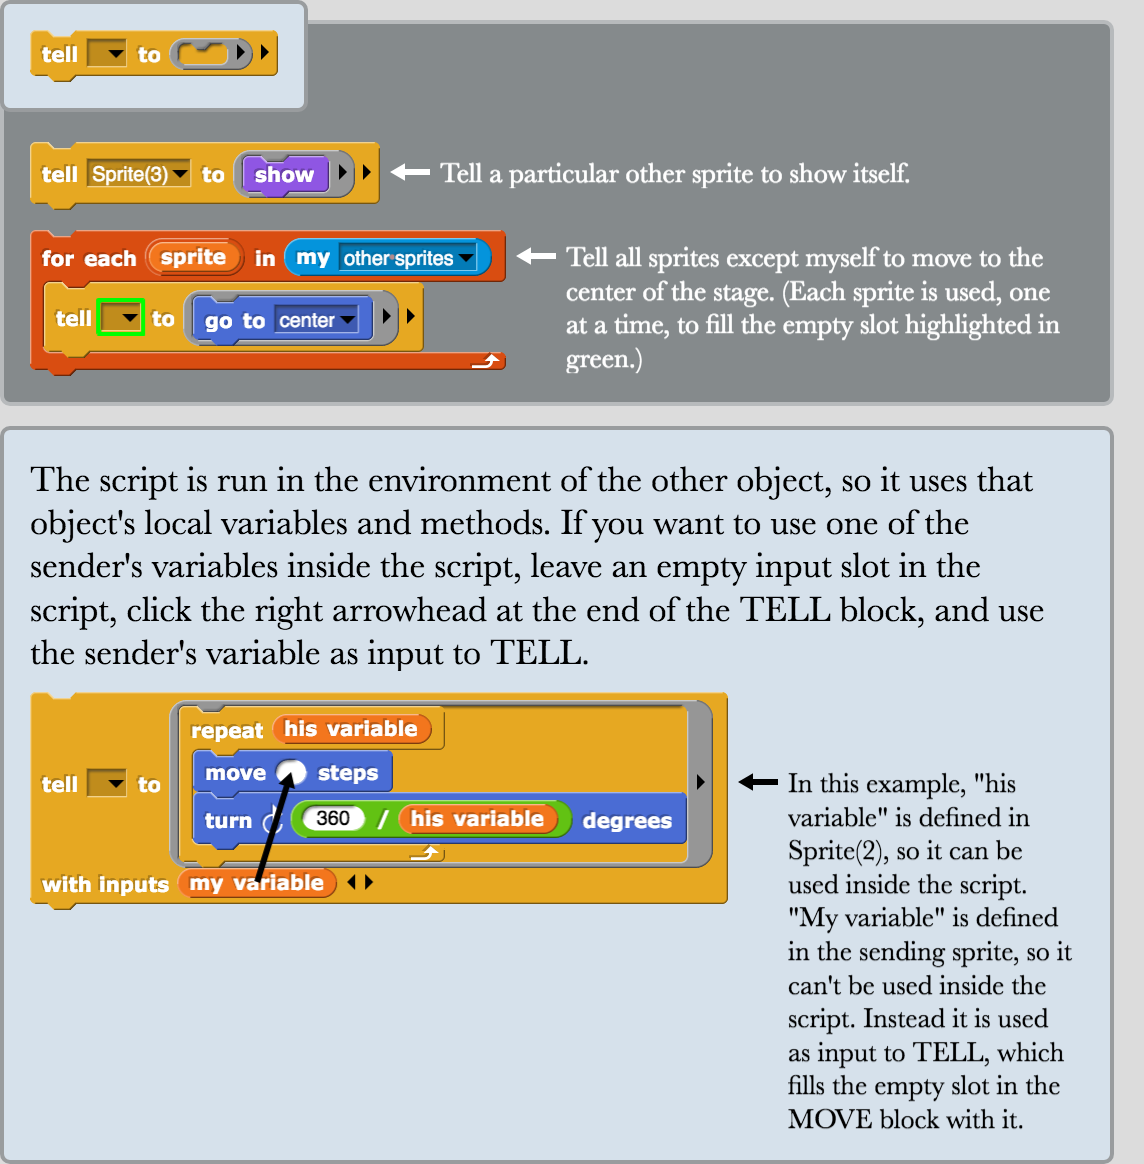 tell to
tell Sprite(3) to show
Tell a particular other sprite to show itself.
for each sprite in my other sprites
tell to go to center
Tell all sprites except myself to move to the
center of the stage. (Each sprite is used, one
at a time, to fill the empty slot highlighted in
green.)
The script is run in the environment of the other object, so it uses that
object's local variables and methods. If you want to use one of the
sender's variables inside the script, leave an empty input slot in the
script, click the right arrowhead at the end of the TELL block, and use
the sender's variable as input to TELL.
repeat his variable
move steps
tell to
turn 360 / his variable degrees
with inputs my variable
In this example, "his
variable" is defined in
Sprite(2), so it can be
used inside the script.
"My variable" is defined
in the sending sprite, so it
can't be used inside the
script. Instead it is used
as input to TELL, which
fills the empty slot in the
MOVE block with it.